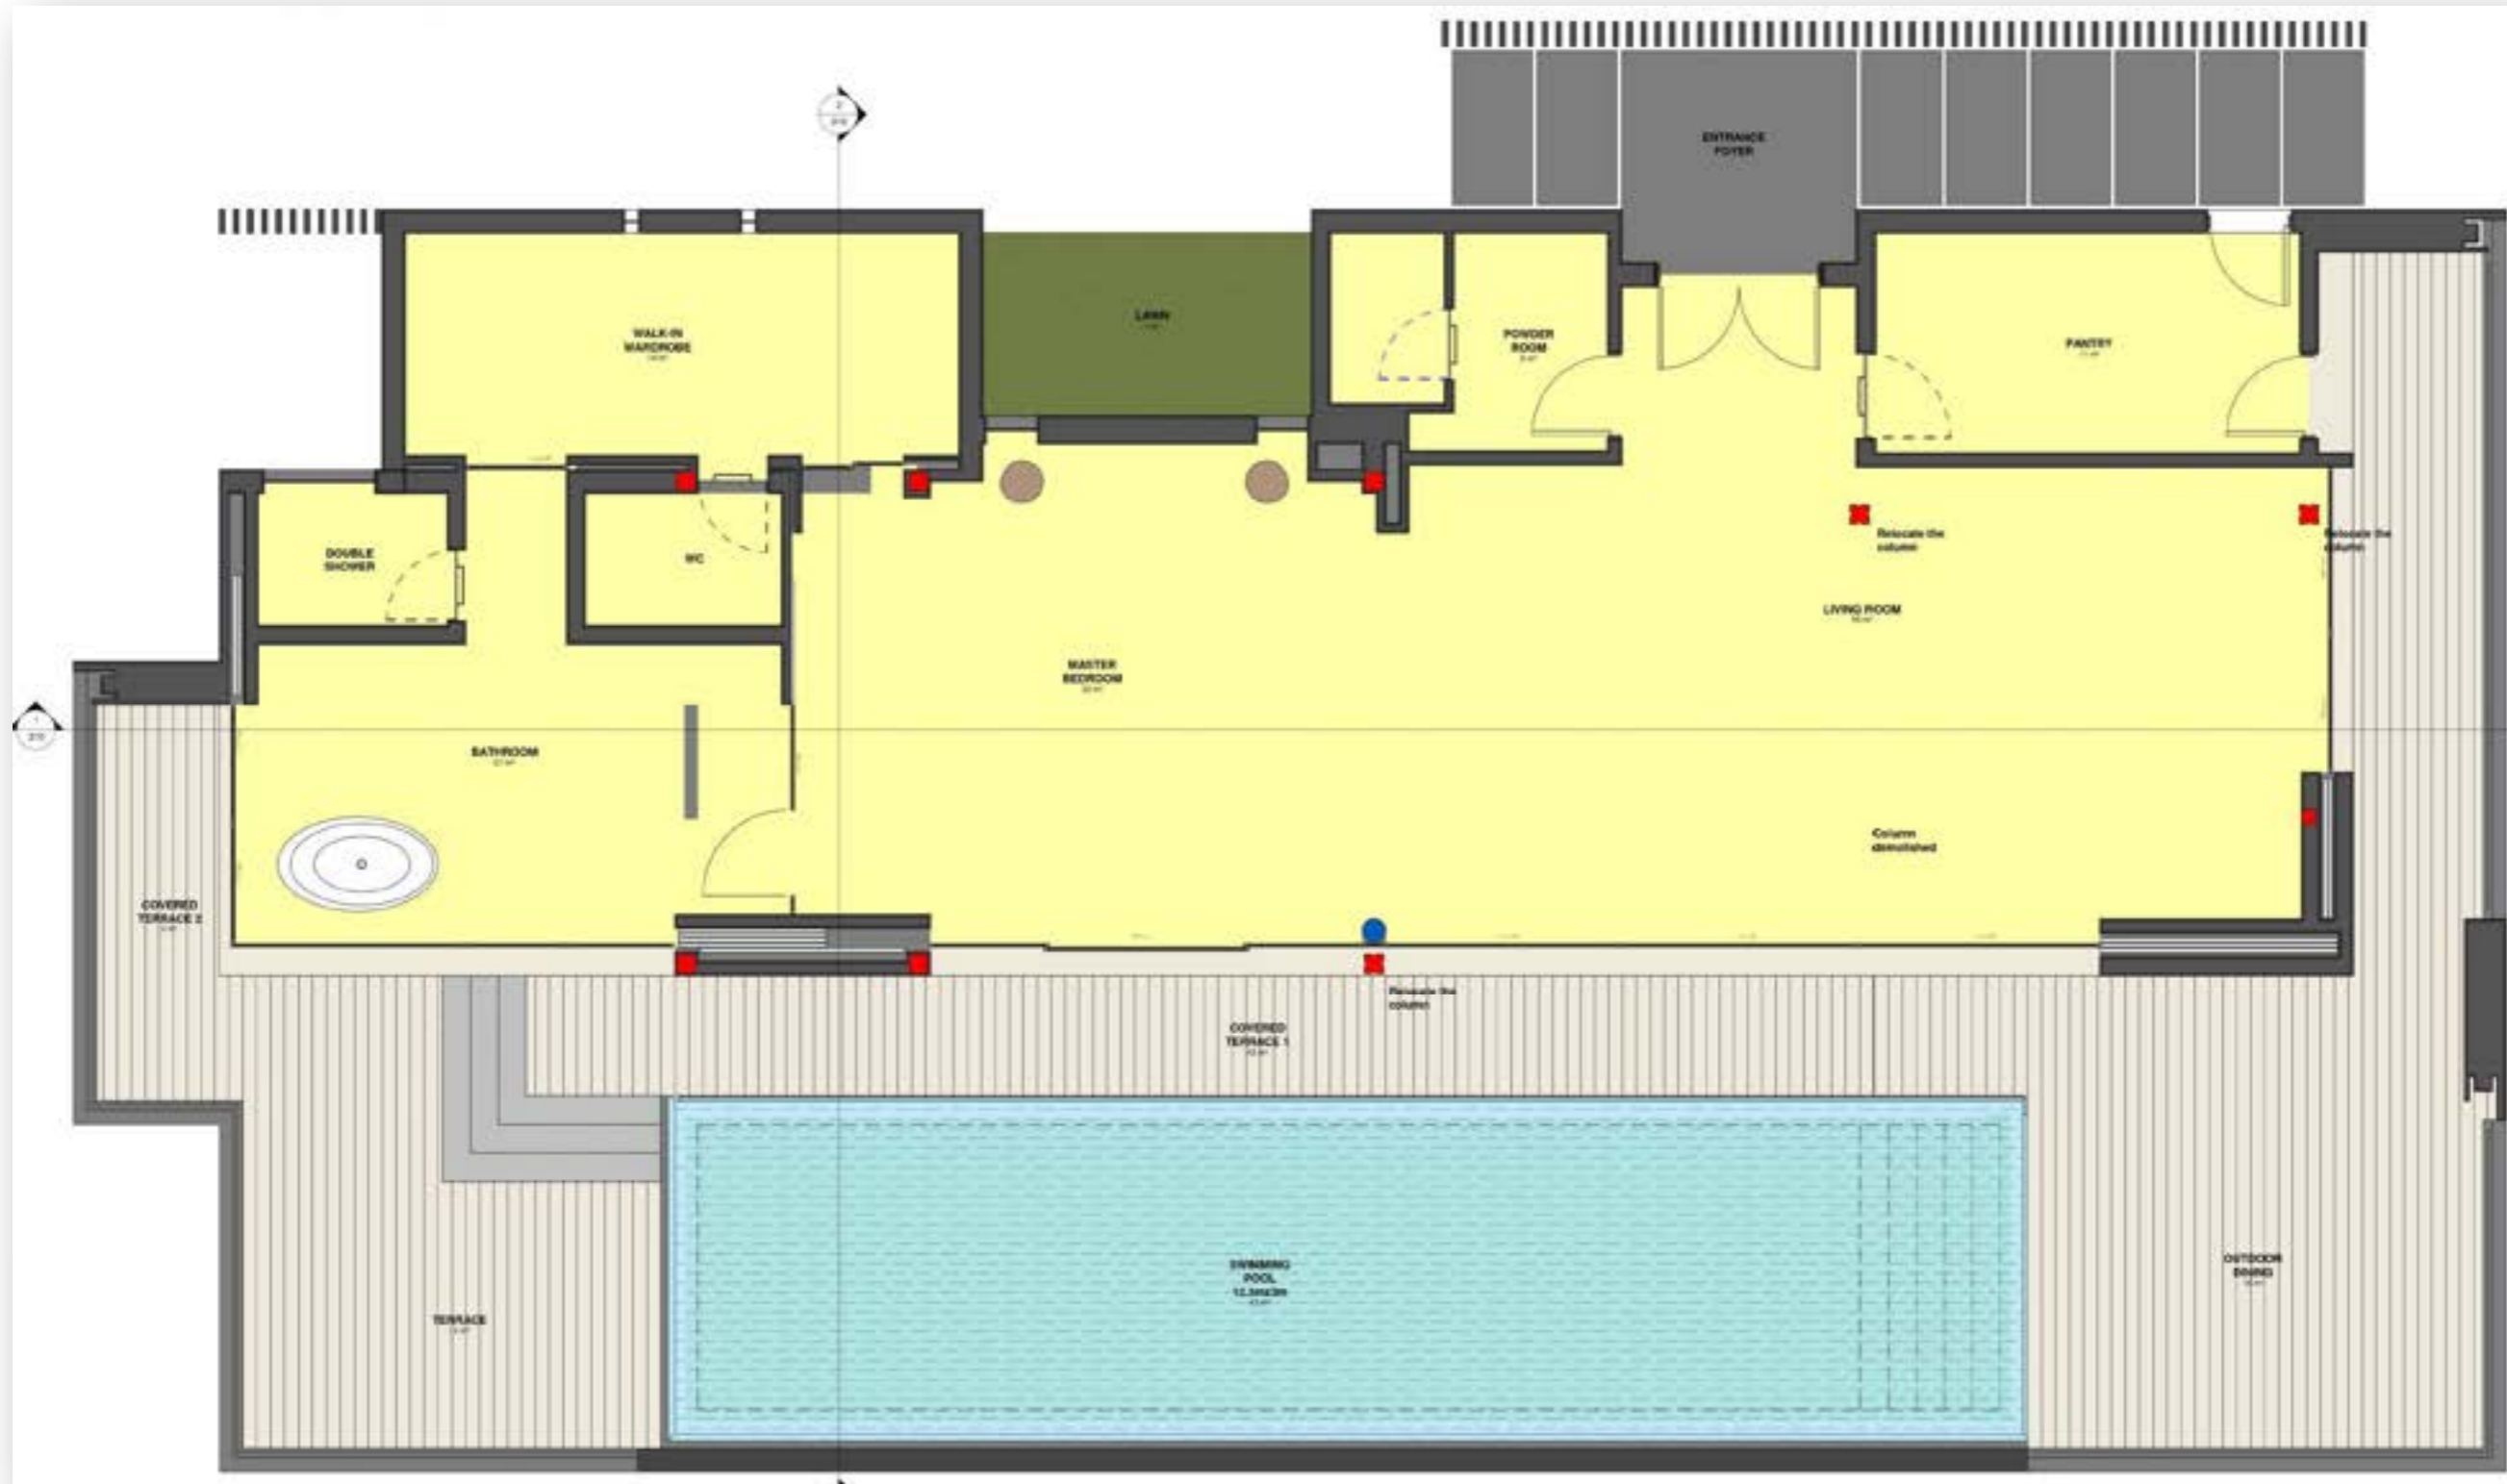 ENTRANCE
FOYER
WALK-IN
WARDROBE
LAWN
POWDER
ROOM
PANTRY
Relocate the
column
Relocate the
column
DOUBLE
SHOWER
WC
LIVING ROOM
MASTER
BEDROOM
BATHROOM
Column
demolished
COVERED
TERRACE 2
Relocate the
column
COVERED
TERRACE 1
SWIMMING
POOL
OUTDOOR
DINING
TERRACE